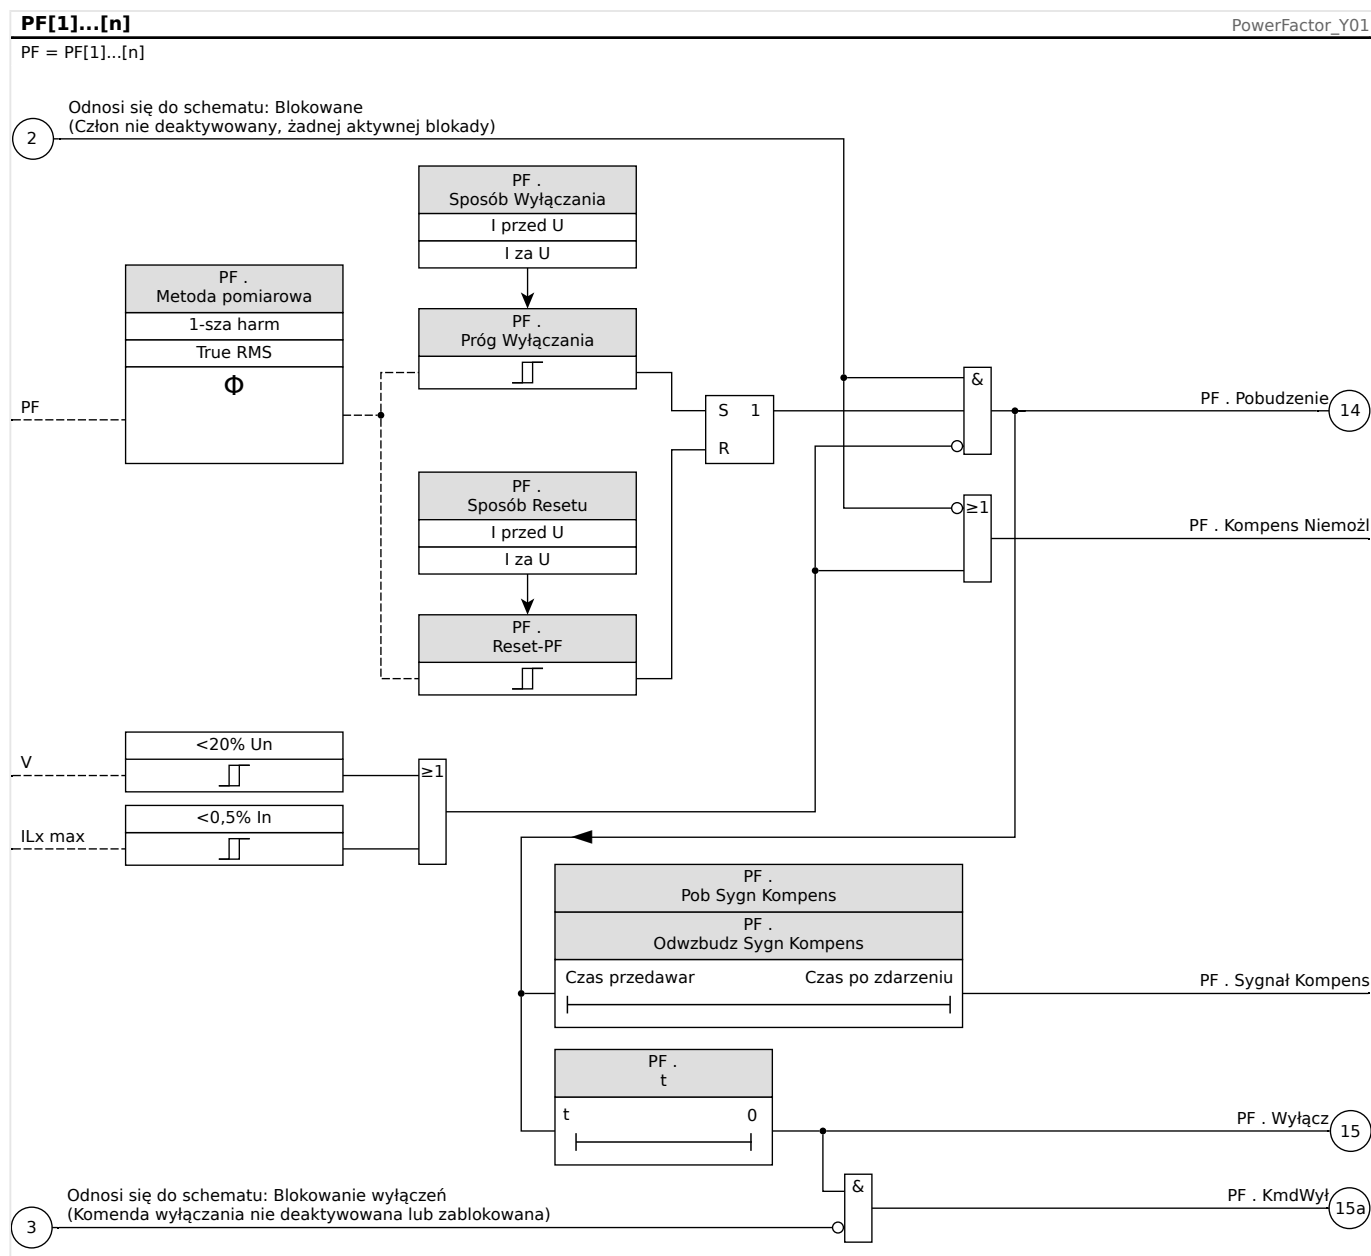 PF[1]...[n]
PowerFactor_Y01
PF = PF[1]...[n]
Odnosi się do schematu: Blokowane
(Człon nie deaktywowany, żadnej aktywnej blokady)
2
PF .
Sposób Wyłączania
I przed U
I za U
PF .
Metoda pomiarowa
1-sza harm
True RMS
Φ
PF
PF .
Próg Wyłączania
S 1
R
&
PF . Pobudzenie
14
PF .
Sposób Resetu
I przed U
I za U
≥1
PF . Kompens Niemożl
PF .
Reset-PF
<20% Un
V
≥1
<0,5% In
ILx max
PF .
Pob Sygn Kompens
PF .
Odwzbudz Sygn Kompens
Czas przedawar
Czas po zdarzeniu
PF . Sygnał Kompens
PF .
t
t
0
PF . Wyłącz
15
Odnosi się do schematu: Blokowanie wyłączeń
(Komenda wyłączania nie deaktywowana lub zablokowana)
3
&
PF . KmdWył
15a